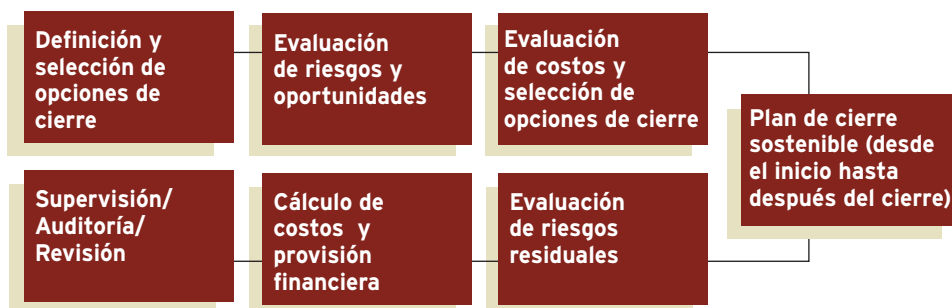 Definición y
selección de
opciones de
cierre
Evaluación
de riesgos y
oportunidades
Evaluación
de costos y
selección de
opciones de cierre
Plan de cierre
sostenible (desde
el inicio hasta
después del cierre)
Supervisión/
Auditoría/
Revisión
Cálculo de
costos y
provisión
financiera
Evaluación
de riesgos
residuales